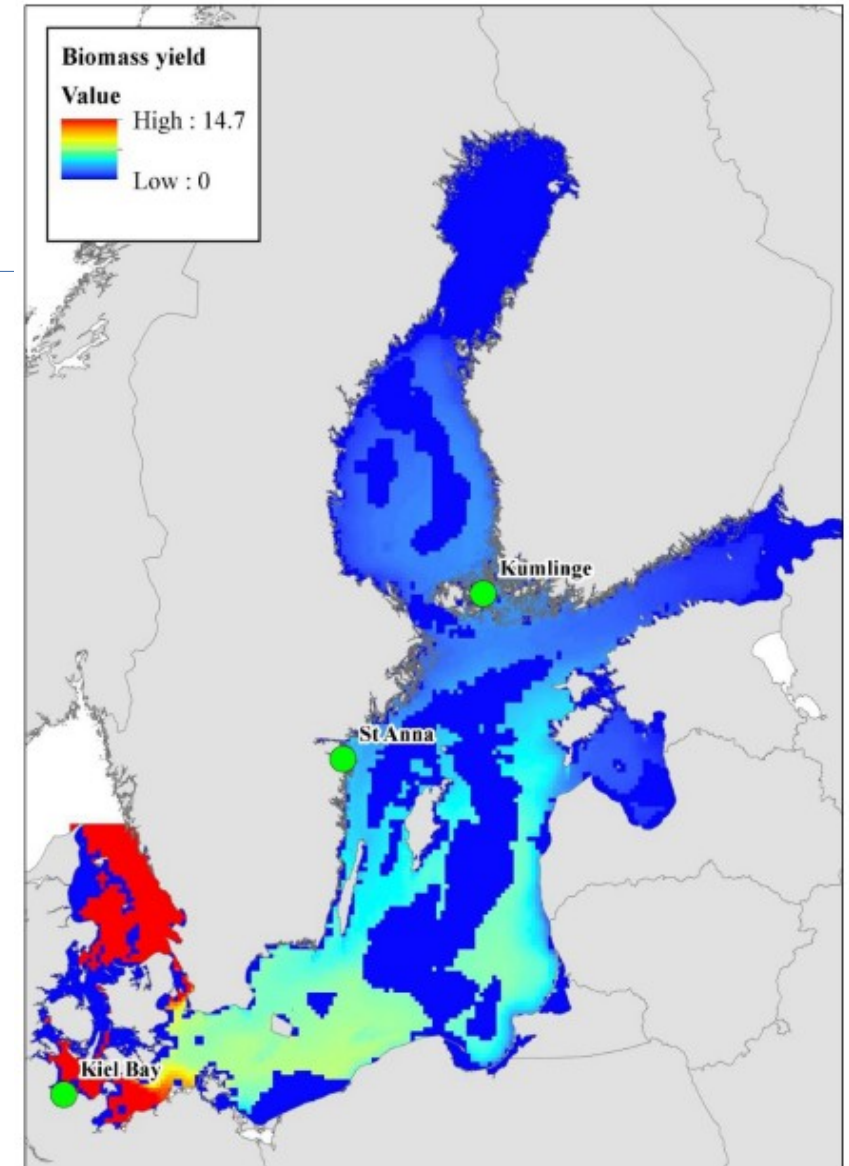 Biomass yield
Value
High : 14.7
Low : 0
Kumlinge
St Anna
Kiel Bay